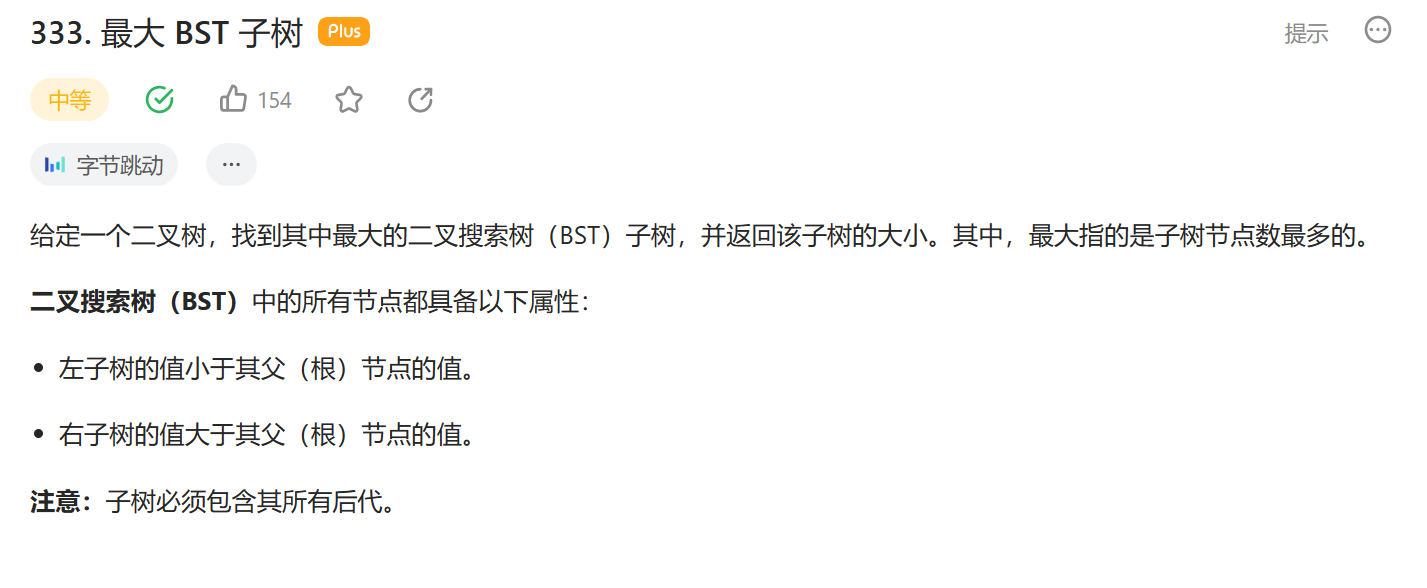 333. 最大 BST 子树 Plus 提示
中等 154
字节跳动
给定一个二叉树，找到其中最大的二叉搜索树（BST）子树，并返回该子树的大小。其中，最大指的是子树节点数最多的。
二叉搜索树（BST）中的所有节点都具备以下属性：
• 左子树的值小于其父（根）节点的值。
• 右子树的值大于其父（根）节点的值。
注意：子树必须包含其所有后代。